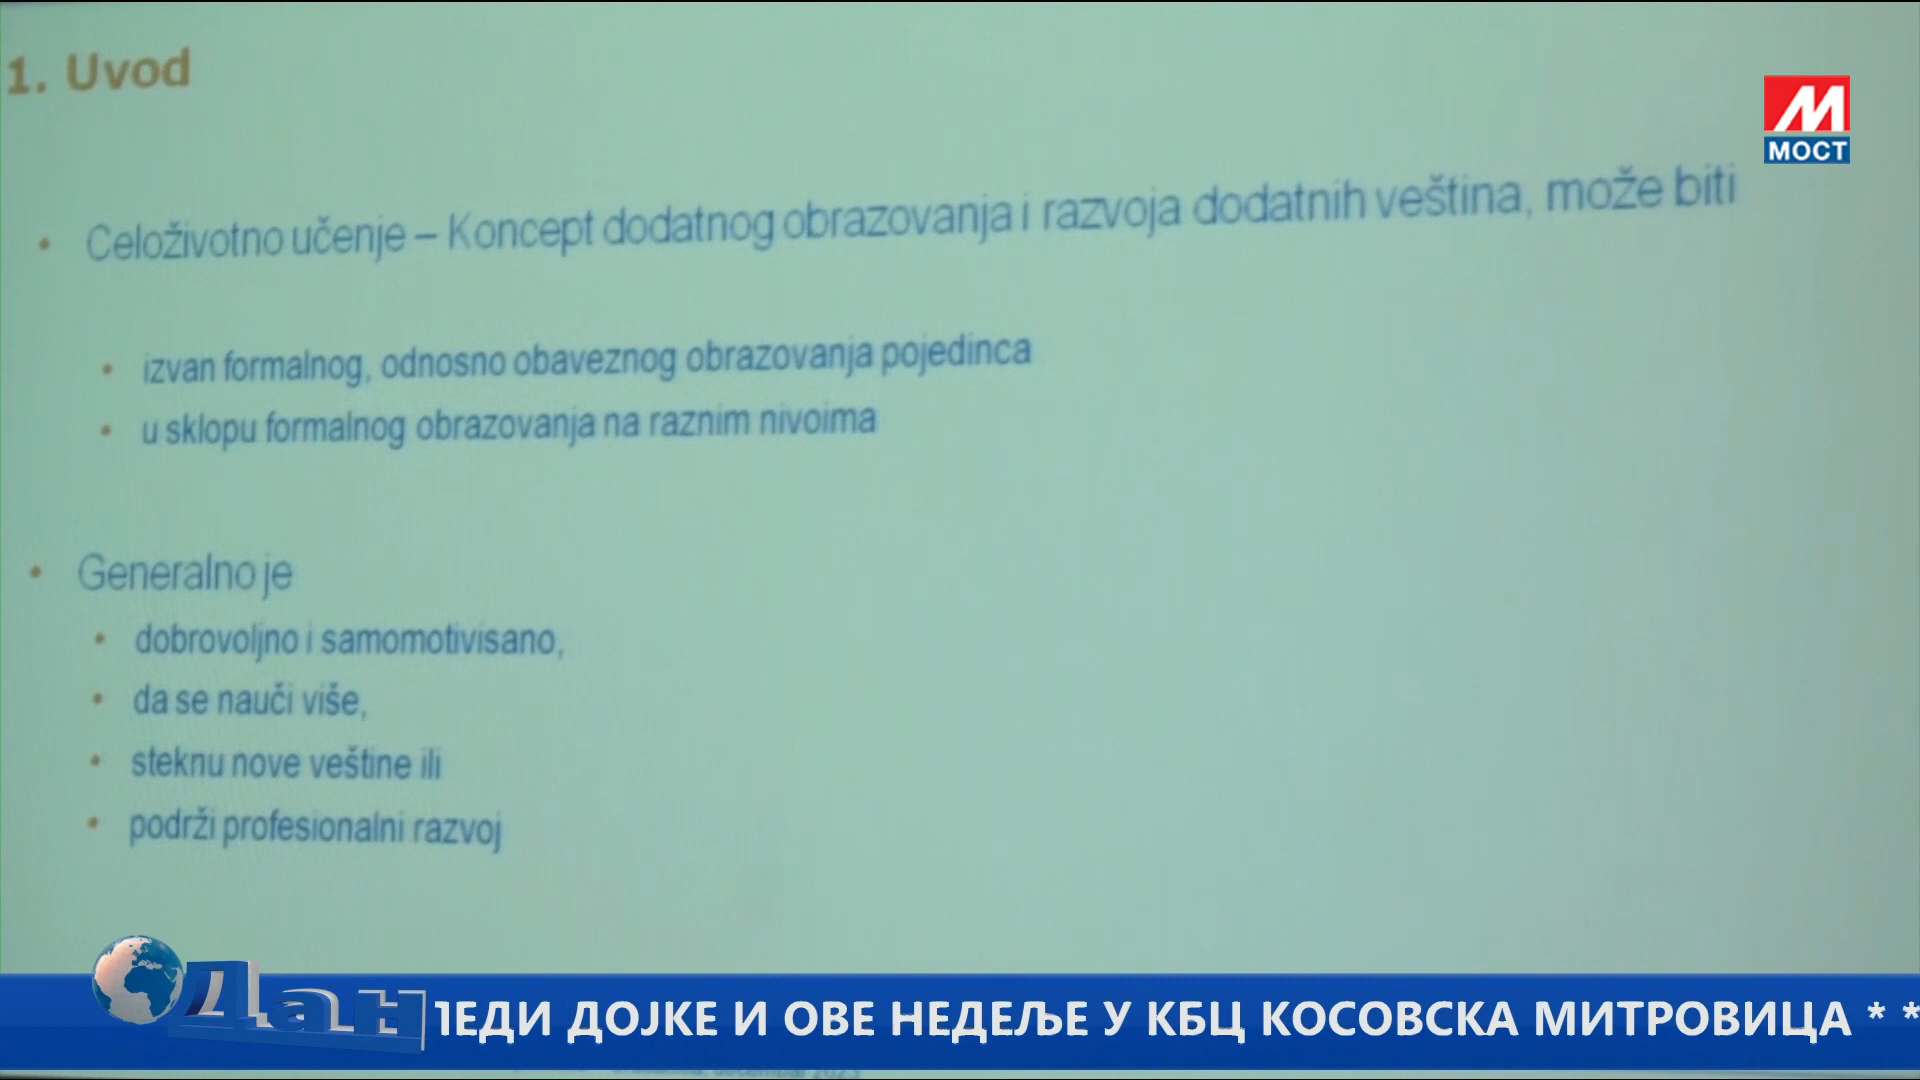 1. Uvod
МОСТ
• Celoživotno učenje – Koncept dodatnog obrazovanja i razvoja dodatnih veština, može biti
• izvan formalnog, odnosno obaveznog obrazovanja pojedinca
• u sklopu formalnog obrazovanja na raznim nivoima
• Generalno je
• dobrovoljno i samomotivisano,
• da se nauči više,
• steknu nove veštine ili
• podrži profesionalni razvoj
Дан
ДОЈКЕ И ОВЕ НЕДЕЉЕ У КБЦ КОСОВСКА МИТРОВИЦА * *